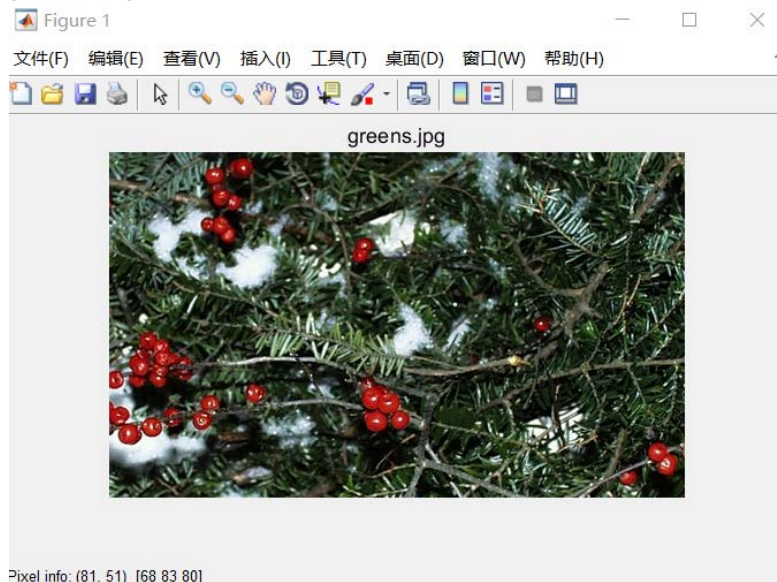 Figure 1
文件(F) 编辑(E) 查看(V) 插入(I) 工具(T) 桌面(D) 窗口(W) 帮助(H)
greens.jpg
Pixel info: (81, 51) [68 83 80]